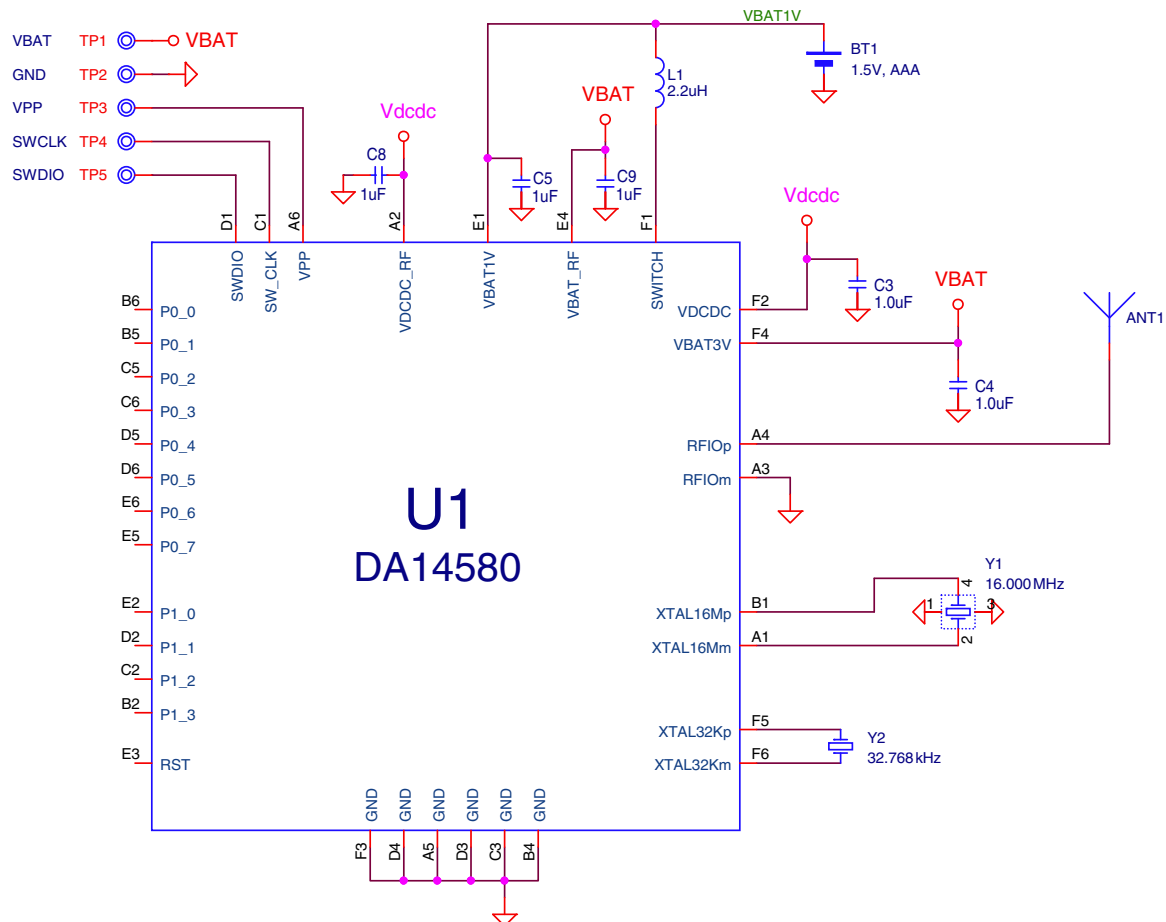 VBAT1V
VBAT TP1 VBAT
GND TP2
VPP TP3
SWCLK TP4
SWDIO TP5
BT1
1.5V, AAA
L1
2.2uH
VBAT
Vdcdc
C8
1uF
C5
1uF
C9
1uF
D1
C1
A6
A2
E1
E4
F1
SWDIO
SW_CLK
VPP
VDCDC_RF
VBAT1V
VBAT_RF
SWITCH
Vdcdc
C3
1.0uF
VBAT
C4
1.0uF
ANT1
B6 P0_0
B5 P0_1
C5 P0_2
C6 P0_3
D5 P0_4
D6 P0_5
E6 P0_6
E5 P0_7
E2 P1_0
D2 P1_1
C2 P1_2
B2 P1_3
E3 RST
U1
DA14580
VDCDC F2
VBAT3V F4
RFIOp A4
RFIOm A3
XTAL16Mp B1
XTAL16Mm A1
XTAL32Kp F5
XTAL32Km F6
Y1
16.000MHz
4
1
3
2
Y2
32.768kHz
GND
GND
GND
GND
GND
GND
F3
D4
A5
D3
C3
B4